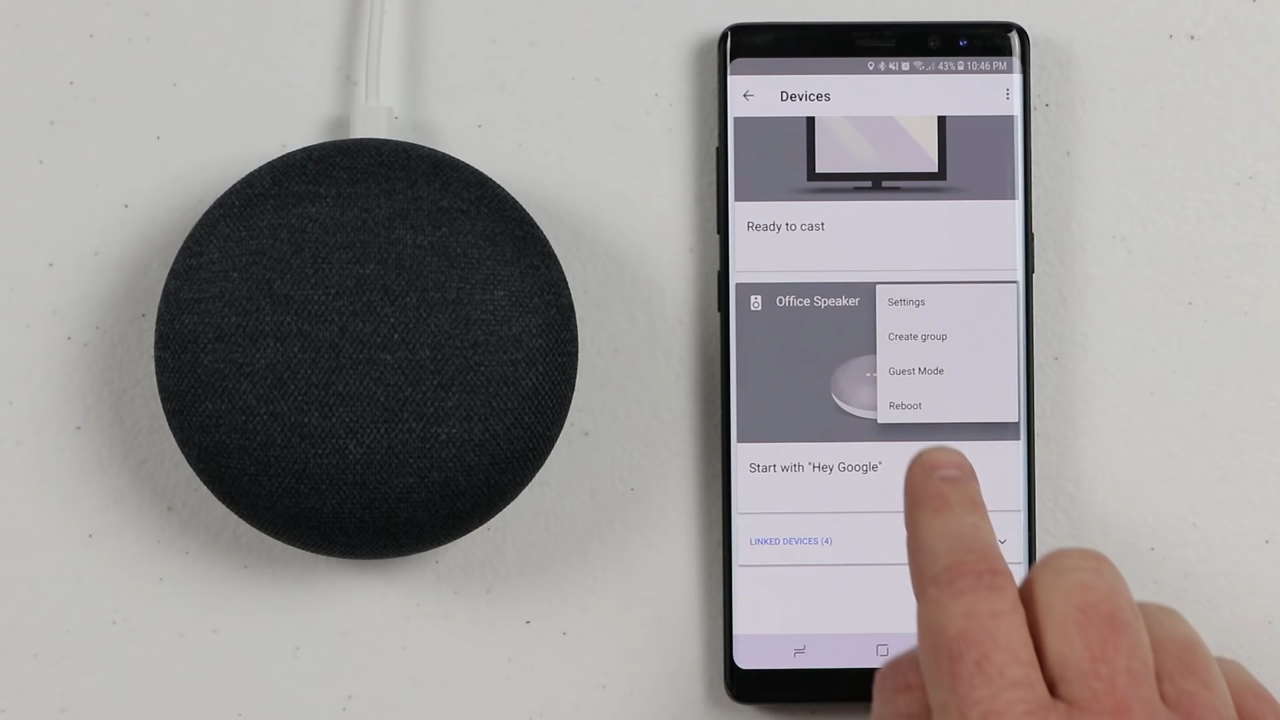 43% 10:46 PM
Devices
Ready to cast
Office Speaker
Settings
Create group
Guest Mode
Reboot
Start with "Hey Google"
LINKED DEVICES (4)